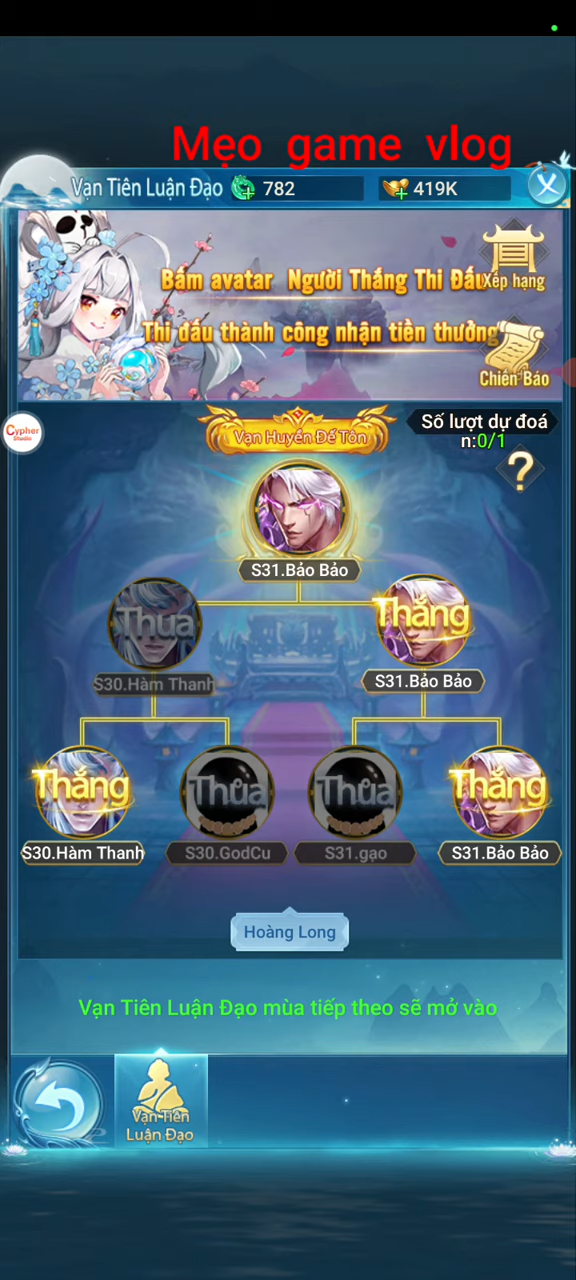 Mẹo game vlog
Vạn Tiên Luận Đạo
782
419K
Bấm avatar Người Thắng Thi Đấu
Xếp hạng
Thi đấu thành công nhận tiền thưởng
Chiến Báo
Cypher
Studio
Vạn Huyền Đế Tôn
Số lượt dự đoá
n:0/1
?
S31.Bảo Bảo
Thua
Thắng
S30.Hàm Thanh
S31.Bảo Bảo
Thắng
Thua
Thua
Thắng
S30.Hàm Thanh
S30.GodCu
S31.gạo
S31.Bảo Bảo
Hoàng Long
Vạn Tiên Luận Đạo mùa tiếp theo sẽ mở vào
Vạn Tiên
Luận Đạo